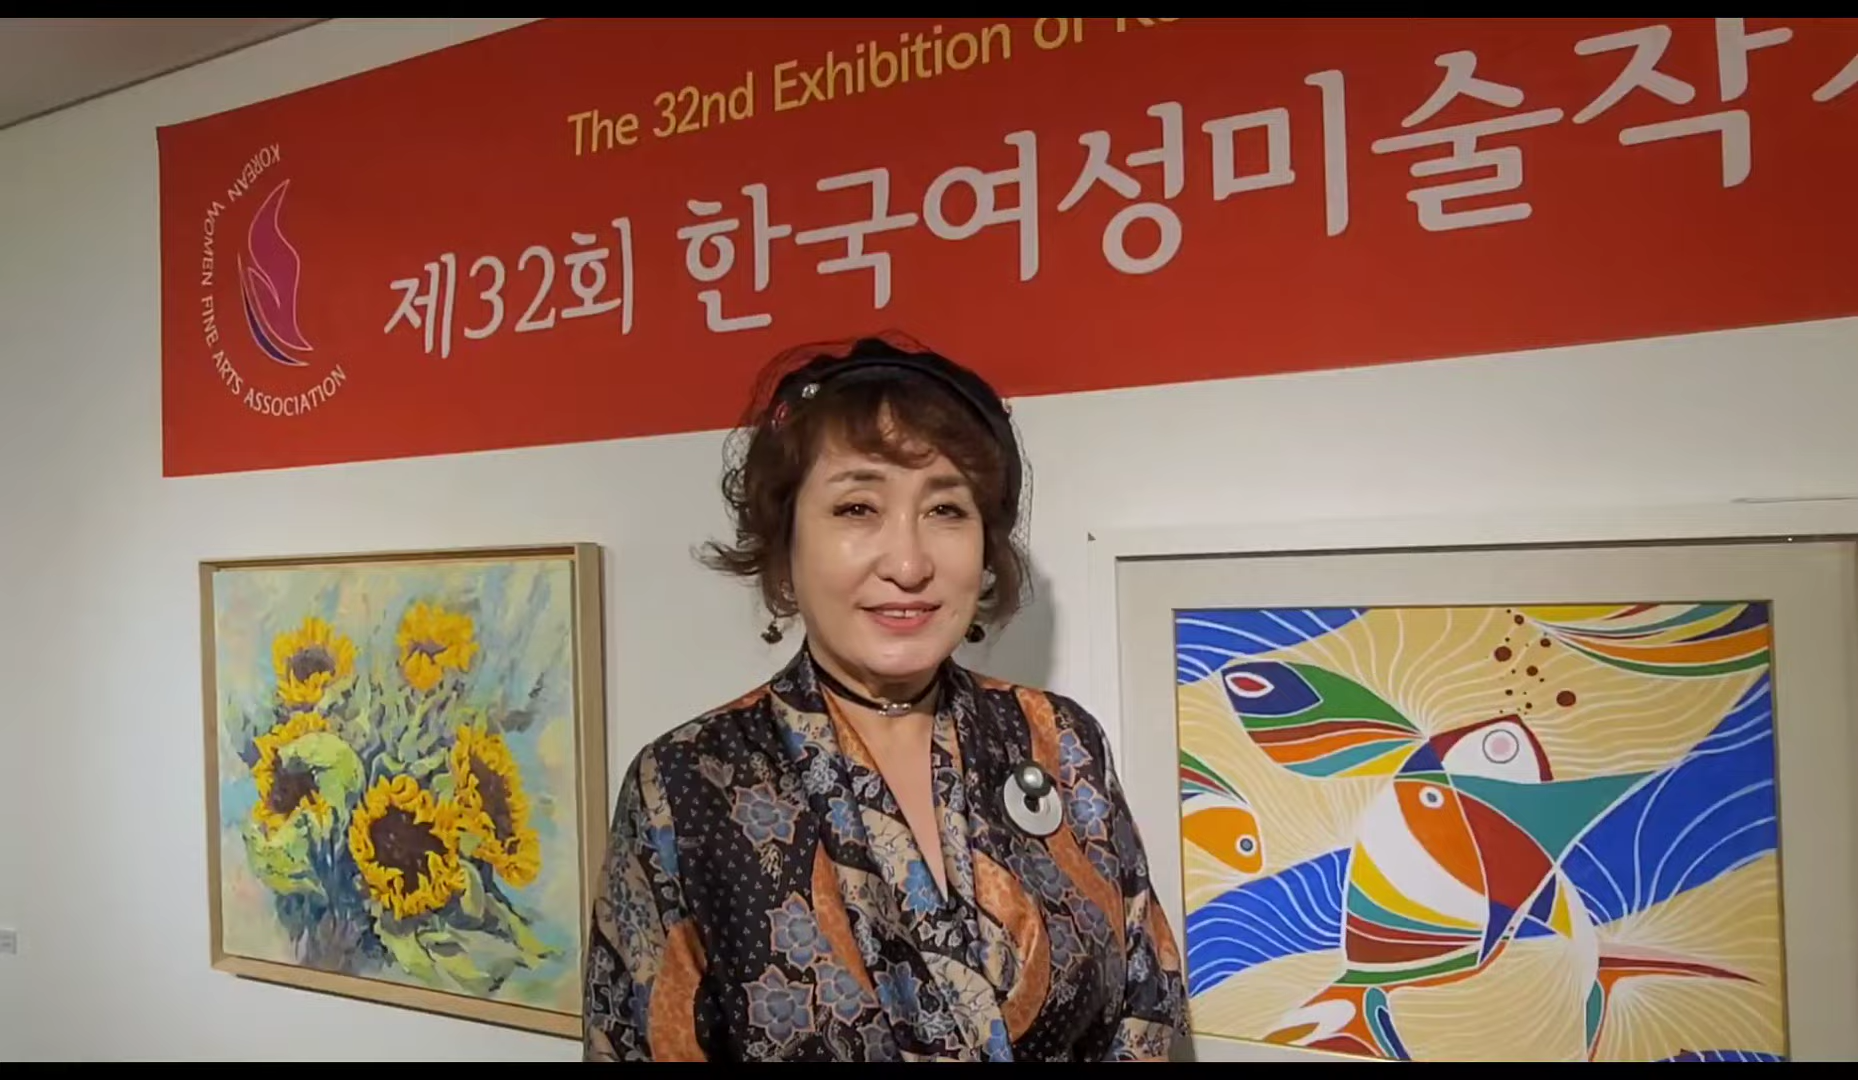 The 32nd Exhibition of
제32회 한국여성미술작
KOREAN WOMEN FINE ARTS ASSOCIATION